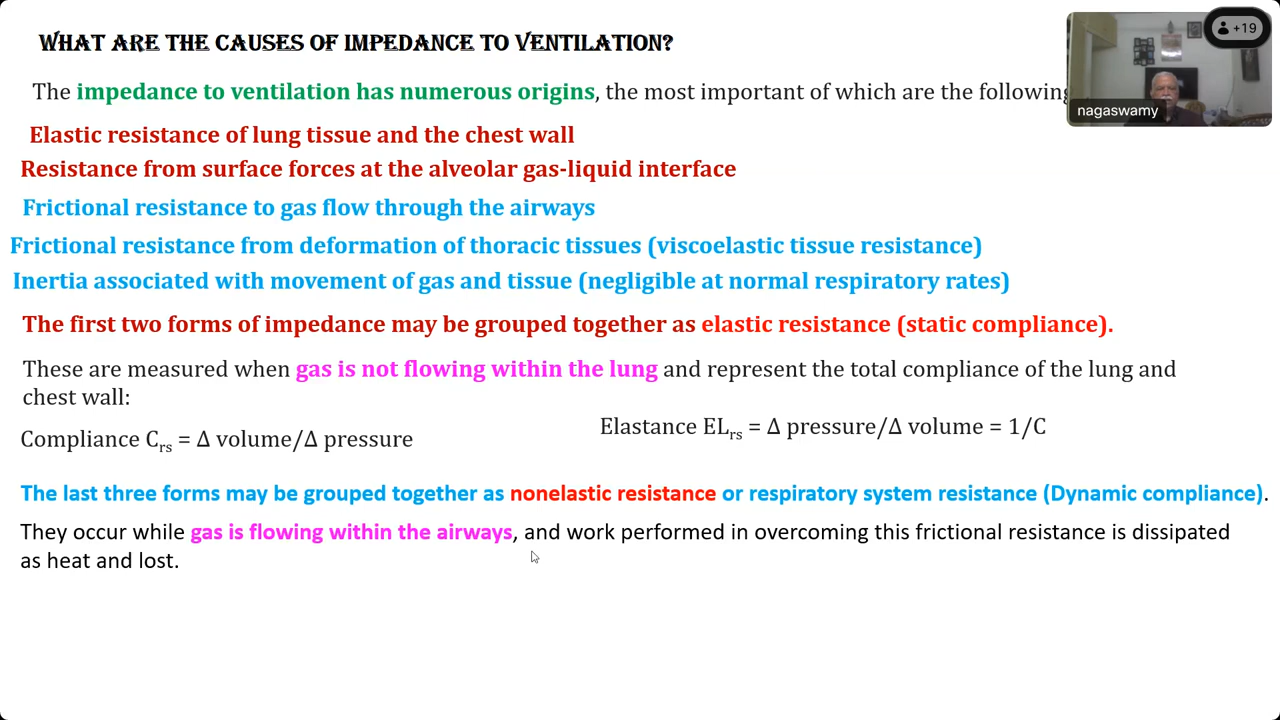 WHAT ARE THE CAUSES OF IMPEDANCE TO VENTILATION?
+19
The impedance to ventilation has numerous origins, the most important of which are the following
nagaswamy
Elastic resistance of lung tissue and the chest wall
Resistance from surface forces at the alveolar gas-liquid interface
Frictional resistance to gas flow through the airways
Frictional resistance from deformation of thoracic tissues (viscoelastic tissue resistance)
Inertia associated with movement of gas and tissue (negligible at normal respiratory rates)
The first two forms of impedance may be grouped together as elastic resistance (static compliance).
These are measured when gas is not flowing within the lung and represent the total compliance of the lung and
chest wall:
Compliance Crs = Δ volume/Δ pressure
Elastance ELrs = Δ pressure/Δ volume = 1/C
The last three forms may be grouped together as nonelastic resistance or respiratory system resistance (Dynamic compliance).
They occur while gas is flowing within the airways, and work performed in overcoming this frictional resistance is dissipated
as heat and lost.